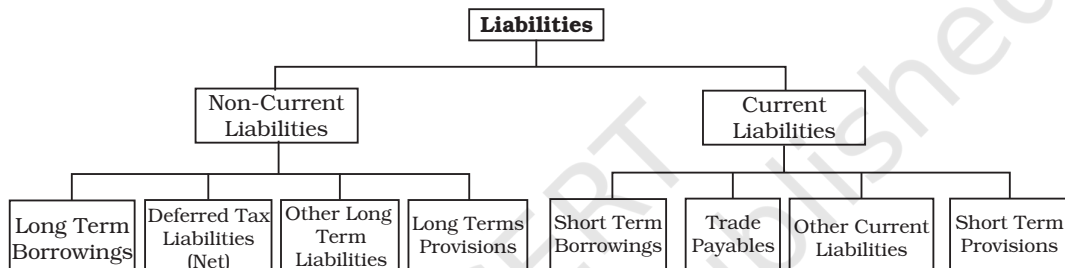 Liabilities
Non-Current
Liabilities
Current
Liabilities
Long Term
Borrowings
Deferred Tax
Liabilities
(Net)
Other Long
Term
Liabilities
Long Terms
Provisions
Short Term
Borrowings
Trade
Payables
Other Current
Liabilities
Short Term
Provisions